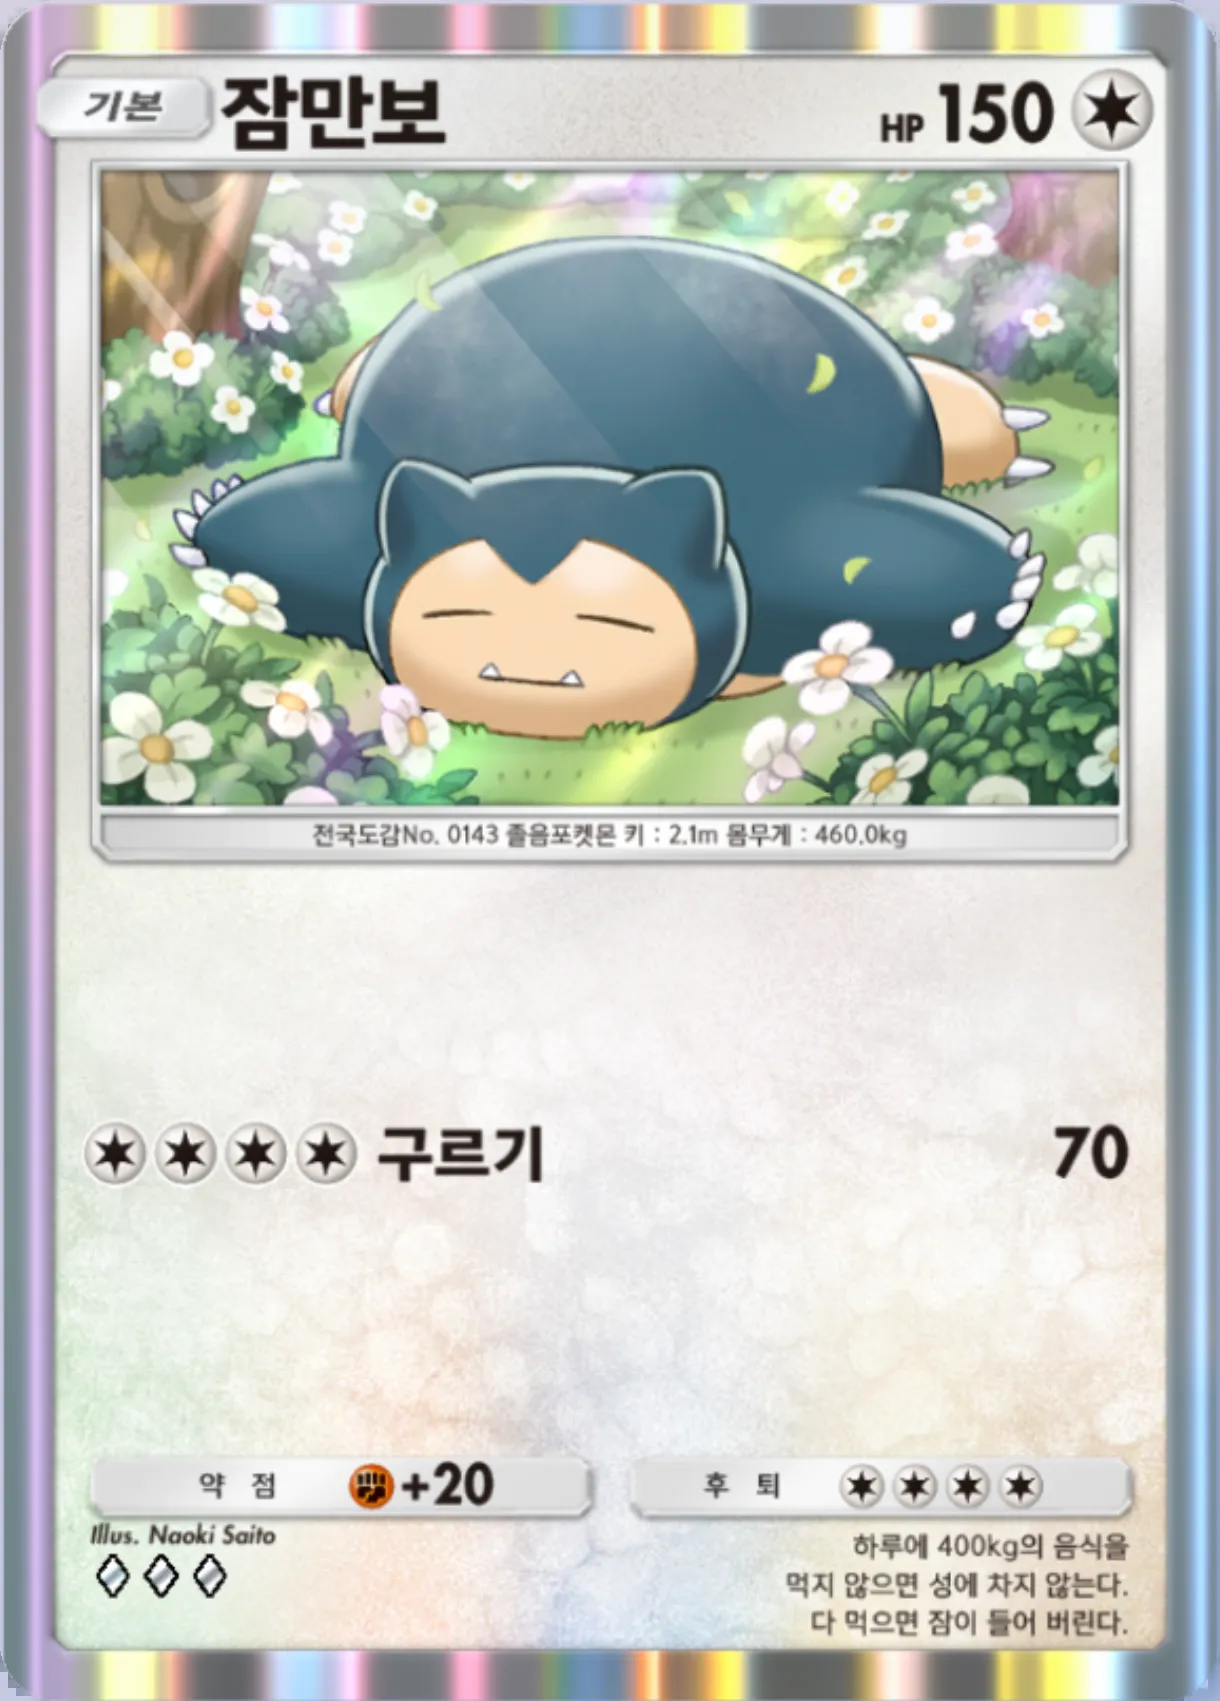 기본 잠만보 HP 150
전국도감No. 0143 졸음포켓몬 키 : 2.1m 몸무게 : 460.0kg
구르기 70
약 점 +20
후 퇴
Illus. Naoki Saito
하루에 400kg의 음식을
먹지 않으면 성에 차지 않는다.
다 먹으면 잠이 들어 버린다.